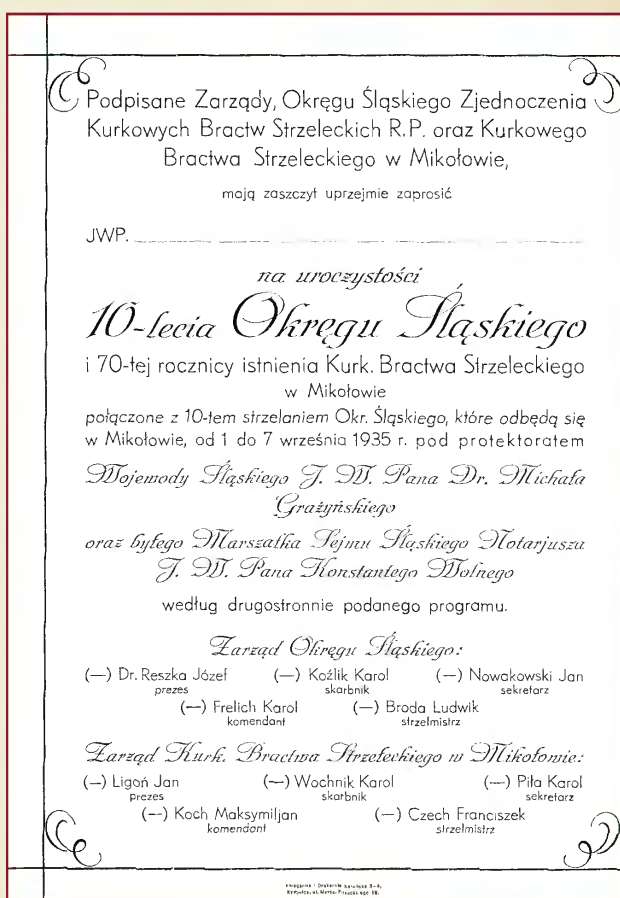 Podpisane Zarządy, Okręgu Śląskiego Zjednoczenia
Kurkowych Bractw Strzeleckich R.P. oraz Kurkowego
Bractwa Strzeleckiego w Mikołowie,
mają zaszczyt uprzejmie zaprosić
JWP.
na uroczystości
10-lecia Okręgu Śląskiego
i 70-tej rocznicy istnienia Kurk. Bractwa Strzeleckiego
w Mikołowie
połączone z 10-tem strzelaniem Okr. Śląskiego, które odbędą się
w Mikołowie, od 1 do 7 września 1935 r. pod protektoratem
Wojewody Śląskiego J. W. Pana Dr. Michała
Grażyńskiego
oraz byłego Marszałka Sejmu Śląskiego Notarjusza
J. W. Pana Konstantego Wolnego
według drugostronnie podanego programu.
Zarząd Okręgu Śląskiego:
(—) Dr. Reszka Józef (—) Koźlik Karol (—) Nowakowski Jan
prezes skarbnik sekretarz
(—) Frelich Karol (—) Broda Ludwik
komendant strzelmistrz
Zarząd Kurk. Bractwa Strzeleckiego w Mikołowie:
(—) Ligoń Jan (—) Wochnik Karol (—) Piła Karol
prezes skarbnik sekretarz
(—) Koch Maksymiljan (—) Czech Franciszek
komendant strzelmistrz